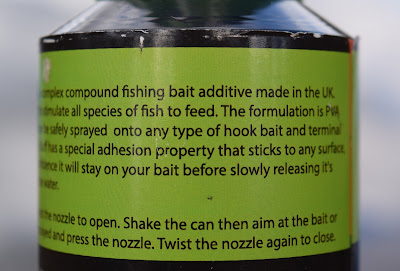 complex compound fishing bait additive made in the UK.
stimulate all species of fish to feed. The formulation is PVA
be safely sprayed onto any type of hook bait and terminal
has a special adhesion property that sticks to any surface,
it will stay on your bait before slowly releasing it's
water.
the nozzle to open. Shake the can then aim at the bait or
and press the nozzle. Twist the nozzle again to close.